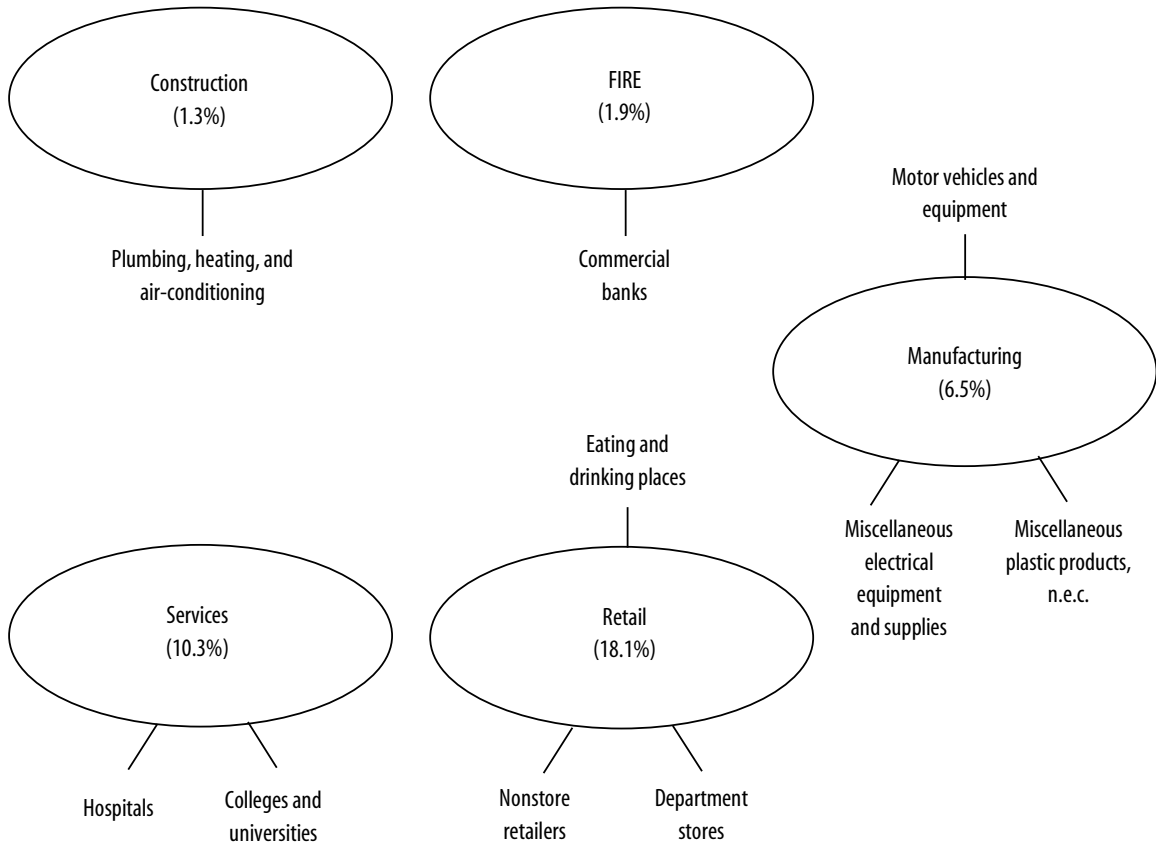 Construction
(1.3%)
Plumbing, heating, and
air-conditioning
FIRE
(1.9%)
Commercial
banks
Motor vehicles and
equipment
Manufacturing
(6.5%)
Miscellaneous
electrical
equipment
and supplies
Miscellaneous
plastic products,
n.e.c.
Services
(10.3%)
Hospitals
Colleges and
universities
Eating and
drinking places
Retail
(18.1%)
Nonstore
retailers
Department
stores